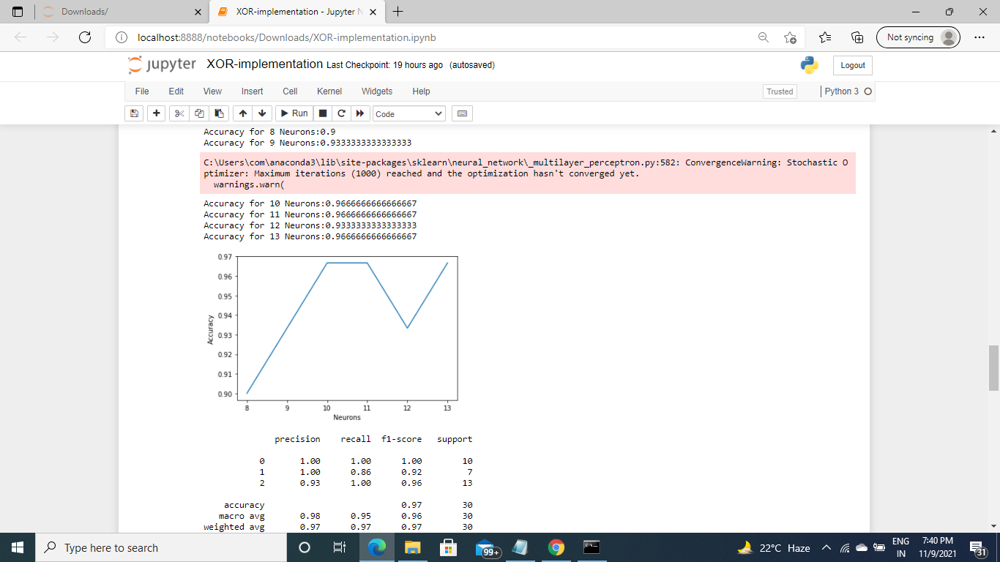 Downloads/
XOR-implementation - Jupyter N
localhost:8888/notebooks/Downloads/XOR-implementation.ipynb
Not syncing
jupyter XOR-implementation Last Checkpoint: 19 hours ago (autosaved)
Logout
File Edit View Insert Cell Kernel Widgets Help
Trusted
Python 3
Run
Code
Accuracy for 8 Neurons:0.9
Accuracy for 9 Neurons:0.9333333333333333
C:\Users\com\anaconda3\lib\site-packages\sklearn\neural_network\_multilayer_perceptron.py:582: ConvergenceWarning: Stochastic O
ptimizer: Maximum iterations (1000) reached and the optimization hasn't converged yet.
warnings.warn(
Accuracy for 10 Neurons:0.9666666666666667
Accuracy for 11 Neurons:0.9666666666666667
Accuracy for 12 Neurons:0.9333333333333333
Accuracy for 13 Neurons:0.9666666666666667
0.97
0.96
0.95
0.94
0.93
0.92
0.91
0.90
Accuracy
8 9 10 11 12 13
Neurons
precision recall f1-score support
0 1.00 1.00 1.00 10
1 1.00 0.86 0.92 7
2 0.93 1.00 0.96 13
accuracy 0.97 30
macro avg 0.98 0.95 0.96 30
weighted avg 0.97 0.97 0.97 30
Type here to search
99+
22°C Haze
ENG
IN
7:40 PM
11/9/2021
31